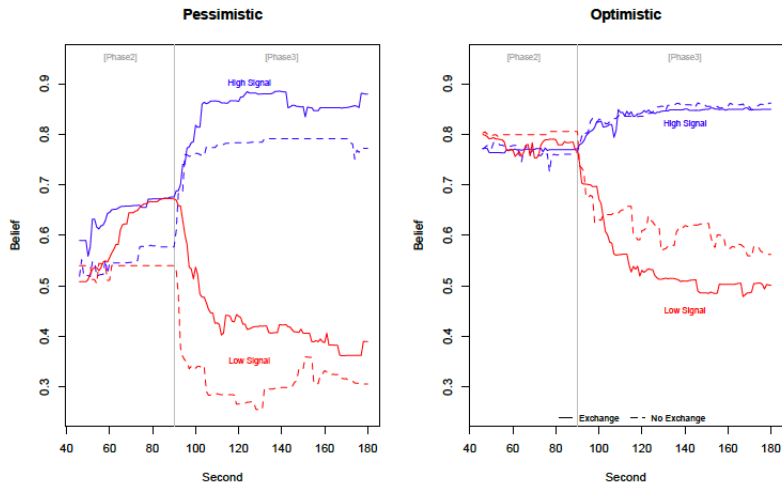 Pessimistic
[Phase2]
[Phase3]
High Signal
Low Signal
Belief
0.9
0.8
0.7
0.6
0.5
0.4
0.3
40 60 80 100 120 140 160 180
Second
Optimistic
[Phase2]
[Phase3]
High Signal
Low Signal
Exchange No Exchange
Belief
0.9
0.8
0.7
0.6
0.5
0.4
0.3
40 60 80 100 120 140 160 180
Second